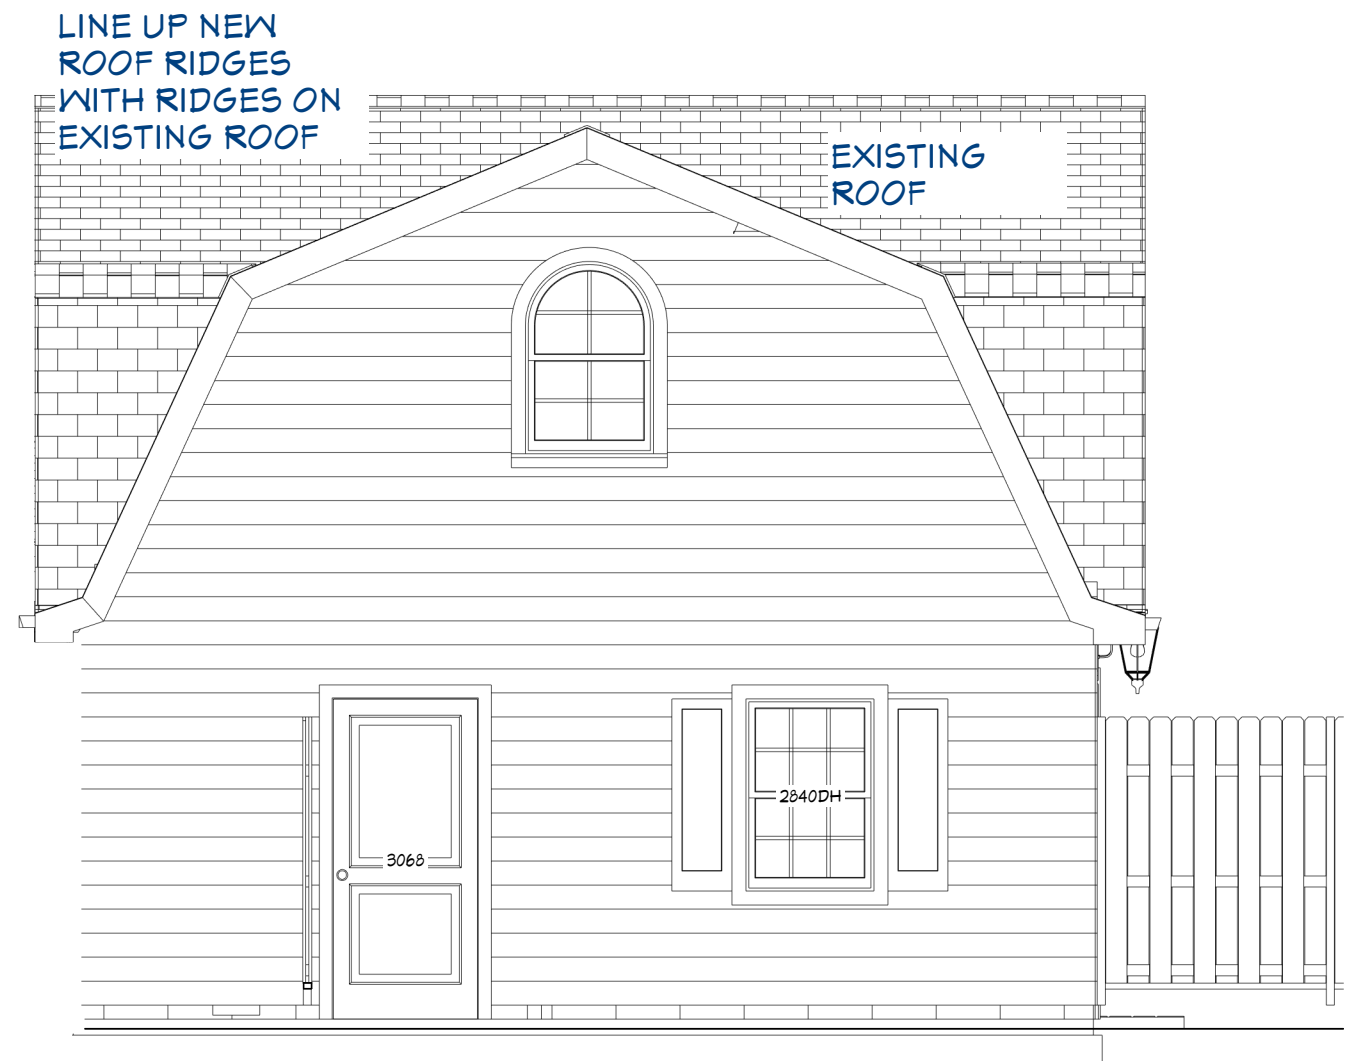 LINE UP NEW
ROOF RIDGES
WITH RIDGES ON
EXISTING ROOF
EXISTING
ROOF
2840DH
3068